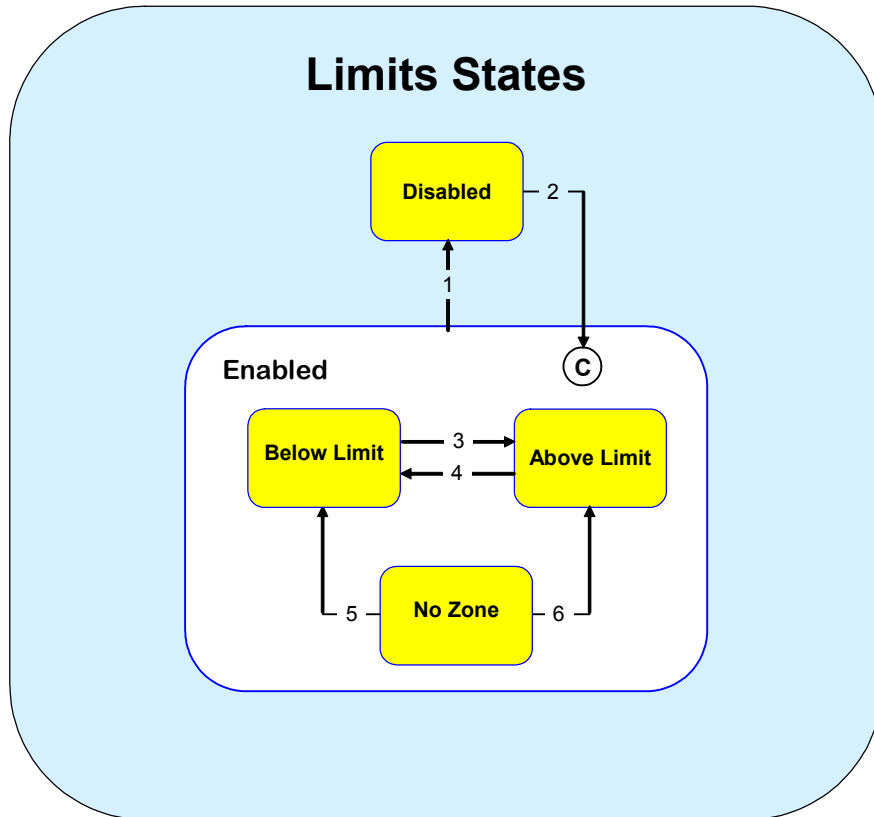 Limits States
Disabled
2
1
C
Enabled
Below Limit
3
Above Limit
4
5
No Zone
6